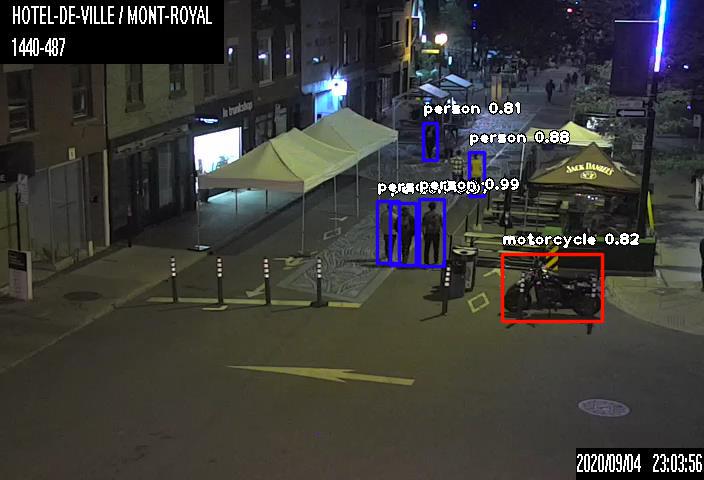 HOTEL-DE-VILLE / MONT-ROYAL
1440-487
person 0.81
person 0.88
person 0.99
JACK DANIEL'S
motorcycle 0.82
2020/09/04 23:03:56